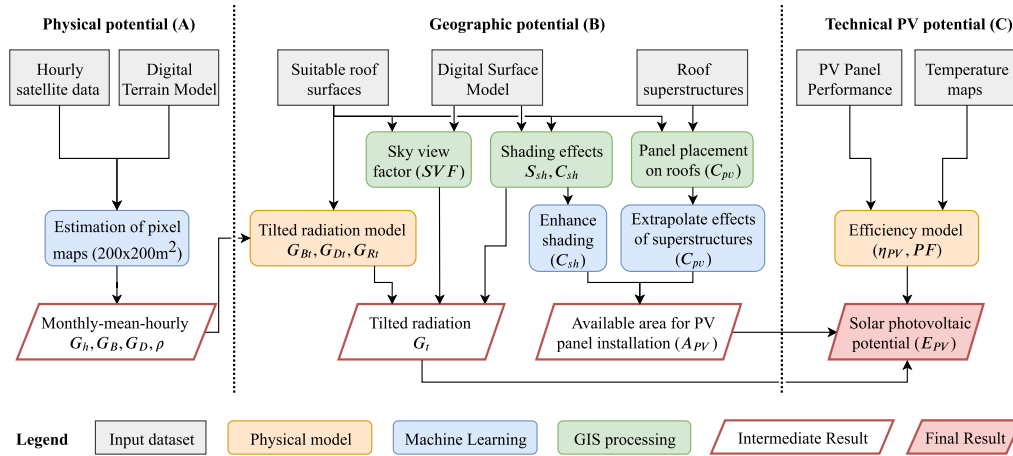 Physical potential (A)
Geographic potential (B)
Technical PV potential (C)
Hourly
satellite data
Digital
Terrain Model
Suitable roof
surfaces
Digital Surface
Model
Roof
superstructures
PV Panel
Performance
Temperature
maps
Sky view
factor (SVF)
Shading effects
S_sh, C_sh
Panel placement
on roofs (C_pv)
Estimation of pixel
maps (200x200m²)
Tilted radiation model
G_Bt, G_Dt, G_Rt
Enhance
shading
(C_sh)
Extrapolate effects
of superstructures
(C_pv)
Efficiency model
(η_PV, PF)
Monthly-mean-hourly
G_h, G_B, G_D, ρ
Tilted radiation
G_t
Available area for PV
panel installation (A_PV)
Solar photovoltaic
potential (E_PV)
Legend
Input dataset
Physical model
Machine Learning
GIS processing
Intermediate Result
Final Result